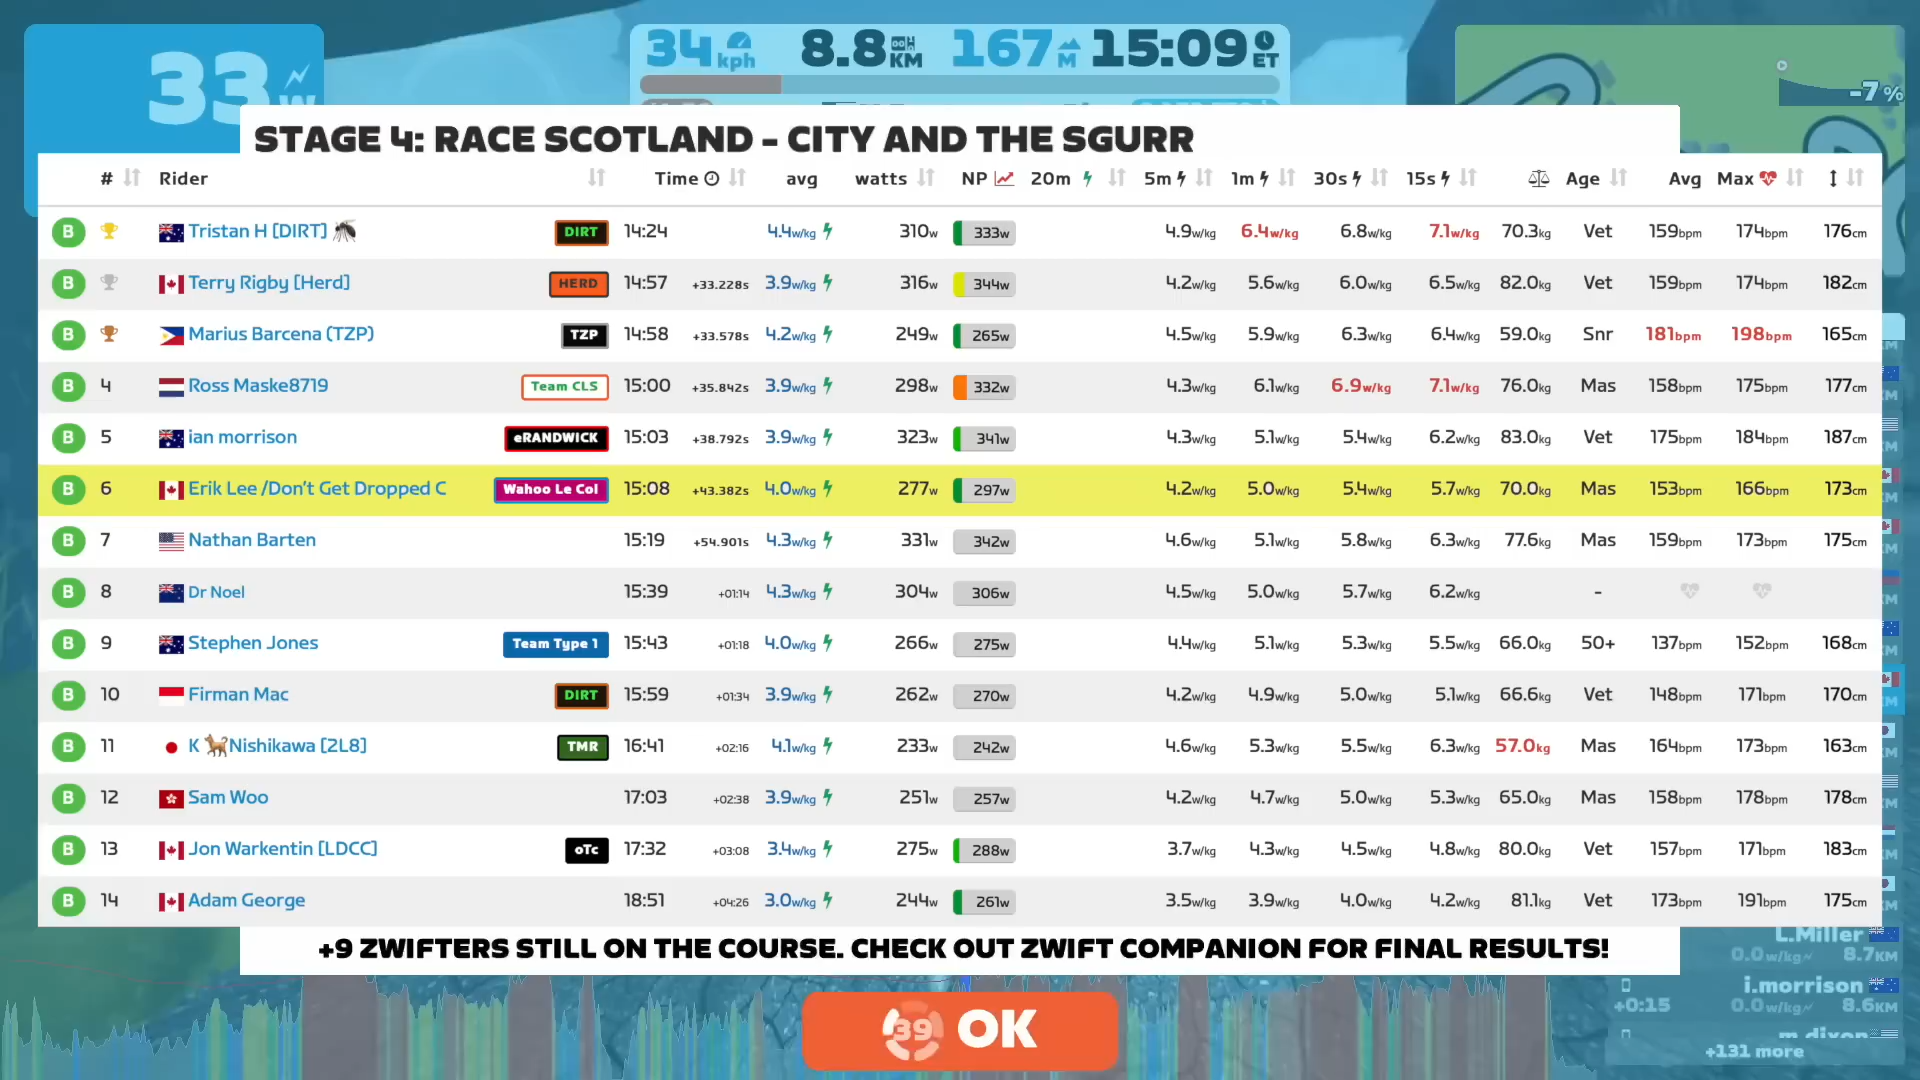 33w
34 kph 8.8 KM 167 M 15:09 ET
-7%
STAGE 4: RACE SCOTLAND - CITY AND THE SGURR
# Rider Time avg watts NP 20m 5m 1m 30s 15s Age Avg Max
B Tristan H [DIRT] DIRT 14:24 4.4w/kg 310w 333w 4.9w/kg 6.4w/kg 6.8w/kg 7.1w/kg 70.3kg Vet 159bpm 174bpm 176cm
B Terry Rigby [Herd] HERD 14:57 +33.228s 3.9w/kg 316w 344w 4.2w/kg 5.6w/kg 6.0w/kg 6.5w/kg 82.0kg Vet 159bpm 174bpm 182cm
B Marius Barcena (TZP) TZP 14:58 +33.578s 4.2w/kg 249w 265w 4.5w/kg 5.9w/kg 6.3w/kg 6.4w/kg 59.0kg Snr 181bpm 198bpm 165cm
B 4 Ross Maske8719 Team CLS 15:00 +35.842s 3.9w/kg 298w 332w 4.3w/kg 6.1w/kg 6.9w/kg 7.1w/kg 76.0kg Mas 158bpm 175bpm 177cm
B 5 ian morrison eRANDWICK 15:03 +38.792s 3.9w/kg 323w 341w 4.3w/kg 5.1w/kg 5.4w/kg 6.2w/kg 83.0kg Vet 175bpm 184bpm 187cm
B 6 Erik Lee /Don't Get Dropped C Wahoo Le Col 15:08 +43.382s 4.0w/kg 277w 297w 4.2w/kg 5.0w/kg 5.4w/kg 5.7w/kg 70.0kg Mas 153bpm 166bpm 173cm
B 7 Nathan Barten 15:19 +54.901s 4.3w/kg 331w 342w 4.6w/kg 5.1w/kg 5.8w/kg 6.3w/kg 77.6kg Mas 159bpm 173bpm 175cm
B 8 Dr Noel 15:39 +01:14 4.3w/kg 304w 306w 4.5w/kg 5.0w/kg 5.7w/kg 6.2w/kg -
B 9 Stephen Jones Team Type 1 15:43 +01:18 4.0w/kg 266w 275w 4.4w/kg 5.1w/kg 5.3w/kg 5.5w/kg 66.0kg 50+ 137bpm 152bpm 168cm
B 10 Firman Mac DIRT 15:59 +01:34 3.9w/kg 262w 270w 4.2w/kg 4.9w/kg 5.0w/kg 5.1w/kg 66.6kg Vet 148bpm 171bpm 170cm
B 11 K Nishikawa [2L8] TMR 16:41 +02:16 4.1w/kg 233w 242w 4.6w/kg 5.3w/kg 5.5w/kg 6.3w/kg 57.0kg Mas 164bpm 173bpm 163cm
B 12 Sam Woo 17:03 +02:38 3.9w/kg 251w 257w 4.2w/kg 4.7w/kg 5.0w/kg 5.3w/kg 65.0kg Mas 158bpm 178bpm 178cm
B 13 Jon Warkentin [LDCC] oTc 17:32 +03:08 3.4w/kg 275w 288w 3.7w/kg 4.3w/kg 4.5w/kg 4.8w/kg 80.0kg Vet 157bpm 171bpm 183cm
B 14 Adam George 18:51 +04:26 3.0w/kg 244w 261w 3.5w/kg 3.9w/kg 4.0w/kg 4.2w/kg 81.1kg Vet 173bpm 191bpm 175cm
+9 ZWIFTERS STILL ON THE COURSE. CHECK OUT ZWIFT COMPANION FOR FINAL RESULTS!
L.Miller
0.0w/kg 8.7KM
i.morrison
+0:15 0.0w/kg 8.6KM
m.dixon
+131 more
39 OK